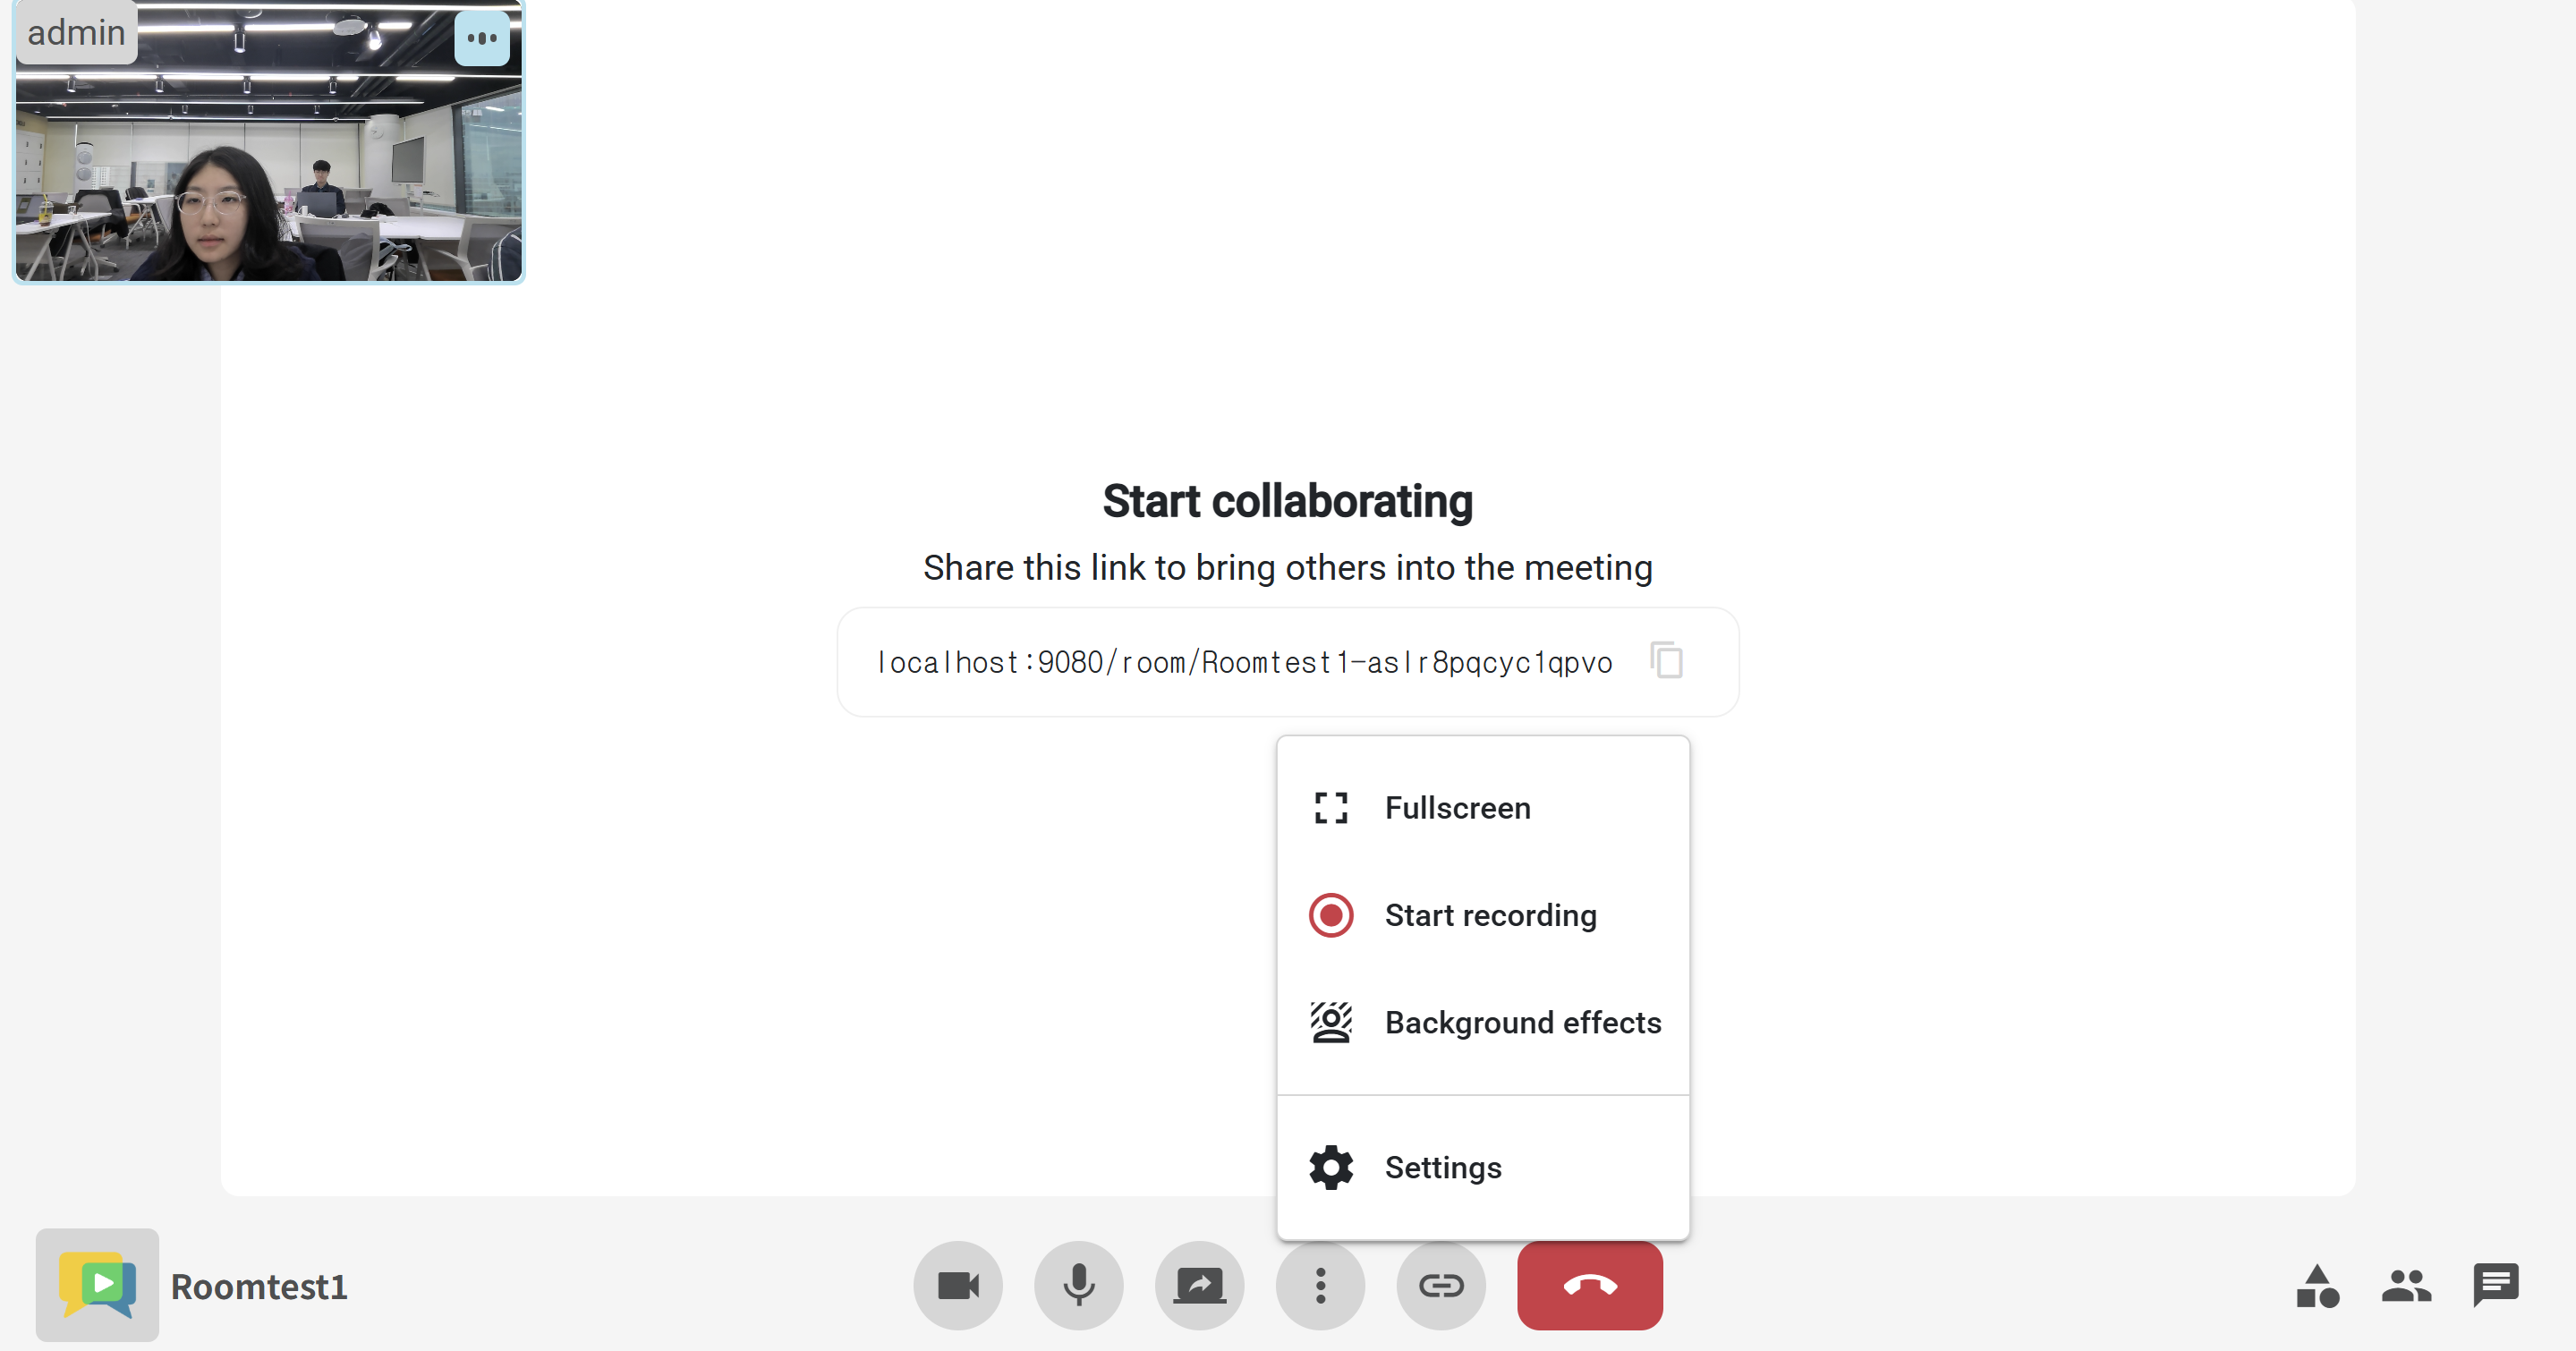 admin
Start collaborating
Share this link to bring others into the meeting
localhost:9080/room/Roomtest1-aslr8pqcyc1qpvo
Fullscreen
Start recording
Background effects
Settings
Roomtest1